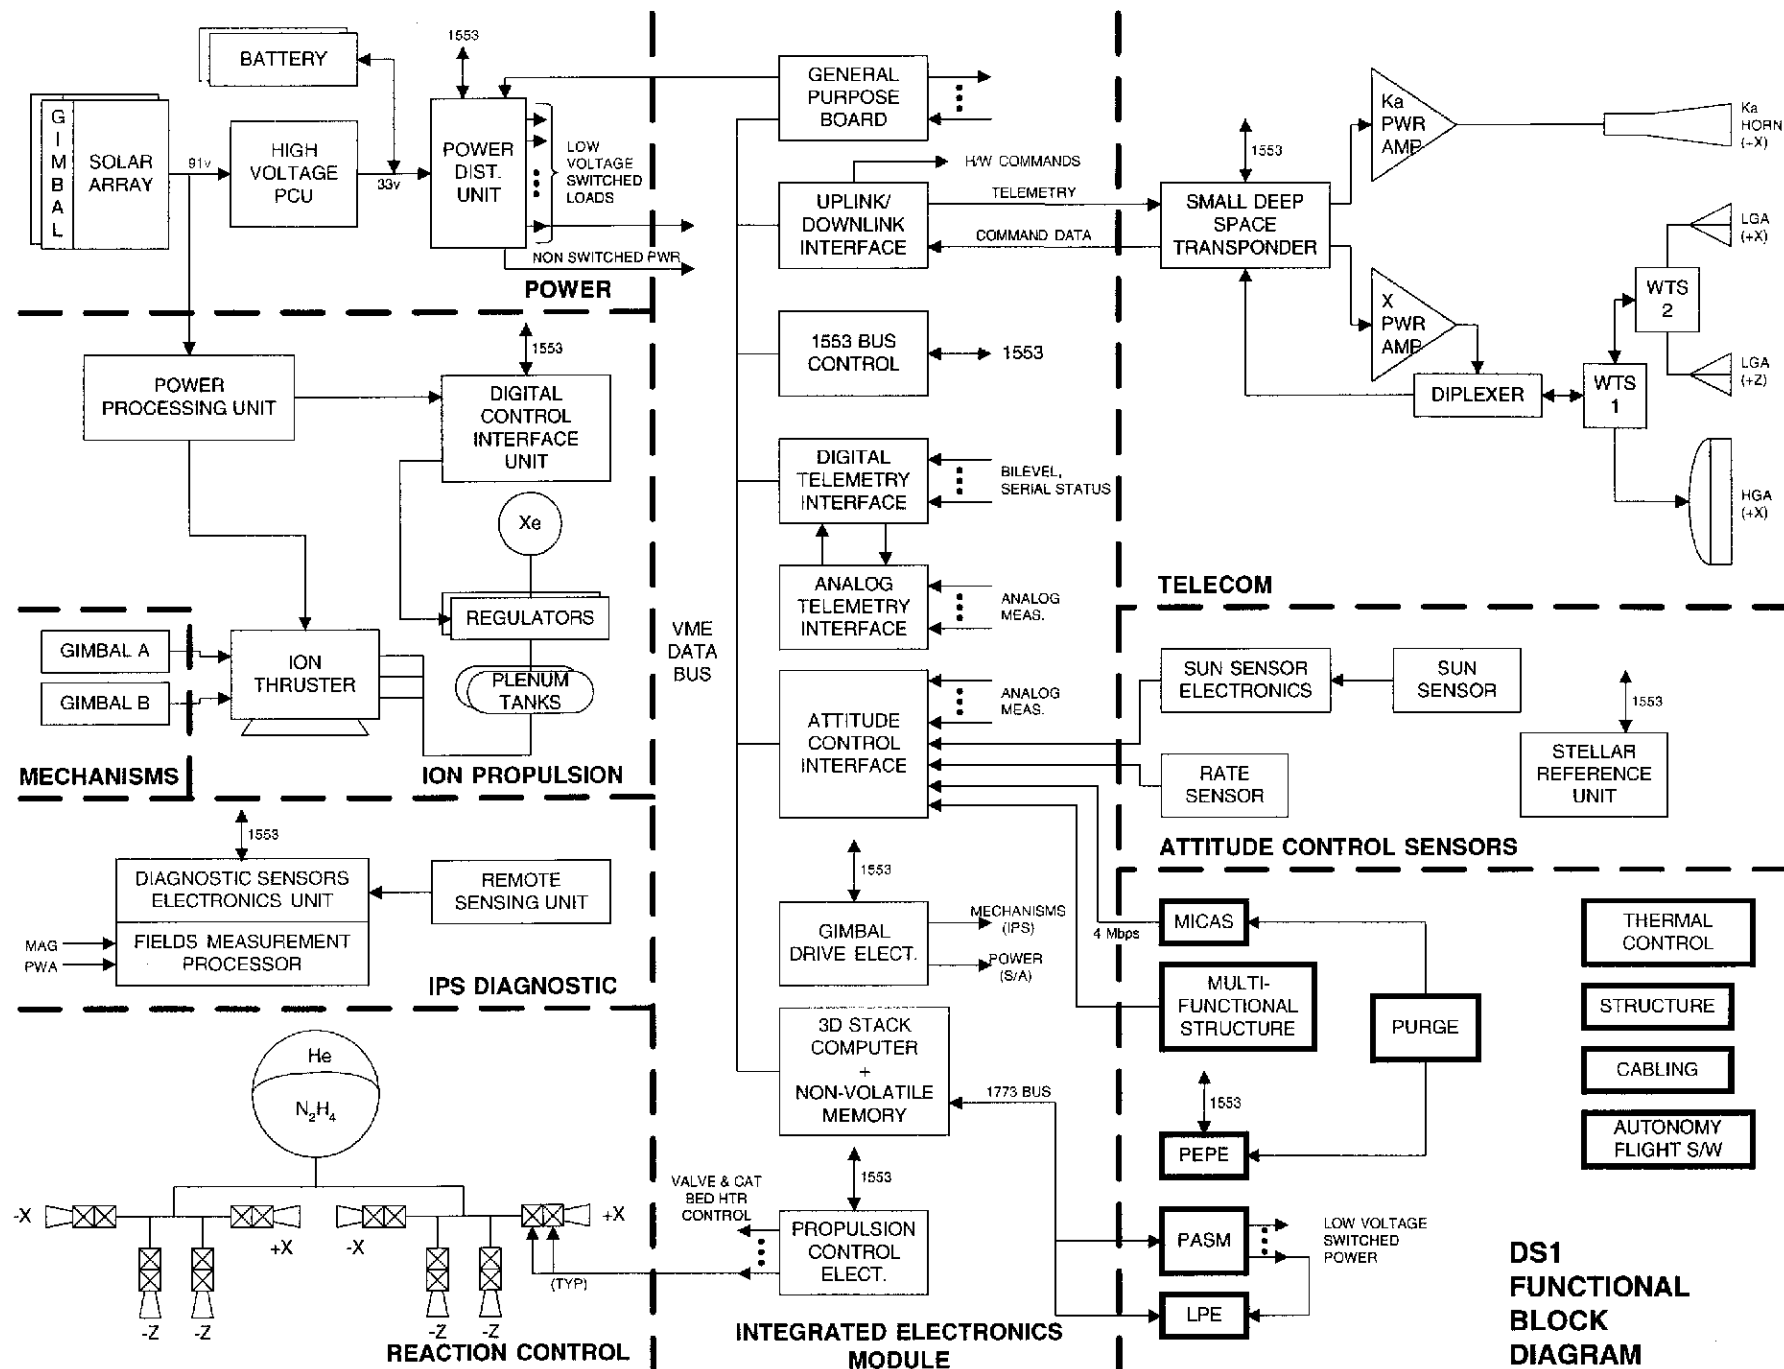 1553
BATTERY
GIMBAL
SOLAR
ARRAY
91v
HIGH
VOLTAGE
PCU
33v
POWER
DIST.
UNIT
LOW
VOLTAGE
SWITCHED
LOADS
NON SWITCHED PWR
POWER
POWER
PROCESSING UNIT
1553
DIGITAL
CONTROL
INTERFACE
UNIT
Xe
REGULATORS
PLENUM
TANKS
GIMBAL A
GIMBAL B
ION
THRUSTER
MECHANISMS
ION PROPULSION
1553
DIAGNOSTIC SENSORS
ELECTRONICS UNIT
REMOTE
SENSING UNIT
MAG
PWA
FIELDS MEASUREMENT
PROCESSOR
IPS DIAGNOSTIC
He
N2H4
-X
+X
-X
+X
-Z
-Z
-Z
-Z
(TYP)
REACTION CONTROL
VME
DATA
BUS
GENERAL
PURPOSE
BOARD
H/W COMMANDS
UPLINK/
DOWNLINK
INTERFACE
TELEMETRY
COMMAND DATA
1553 BUS
CONTROL
1553
DIGITAL
TELEMETRY
INTERFACE
BILEVEL,
SERIAL STATUS
ANALOG
TELEMETRY
INTERFACE
ANALOG
MEAS.
ATTITUDE
CONTROL
INTERFACE
ANALOG
MEAS.
1553
GIMBAL
DRIVE ELECT.
MECHANISMS
(IPS)
POWER
(S/A)
3D STACK
COMPUTER
+
NON-VOLATILE
MEMORY
1773 BUS
1553
VALVE & CAT
BED HTR
CONTROL
PROPULSION
CONTROL
ELECT.
INTEGRATED ELECTRONICS
MODULE
1553
SMALL DEEP
SPACE
TRANSPONDER
Ka
PWR
AMP
Ka
HORN
(+X)
X
PWR
AMP
DIPLEXER
WTS
1
WTS
2
LGA
(+X)
LGA
(+Z)
HGA
(+X)
TELECOM
SUN SENSOR
ELECTRONICS
SUN
SENSOR
1553
RATE
SENSOR
STELLAR
REFERENCE
UNIT
ATTITUDE CONTROL SENSORS
4 Mbps
MICAS
MULTI-
FUNCTIONAL
STRUCTURE
PURGE
1553
PEPE
PASM
LOW VOLTAGE
SWITCHED
POWER
LPE
THERMAL
CONTROL
STRUCTURE
CABLING
AUTONOMY
FLIGHT S/W
DS1
FUNCTIONAL
BLOCK
DIAGRAM